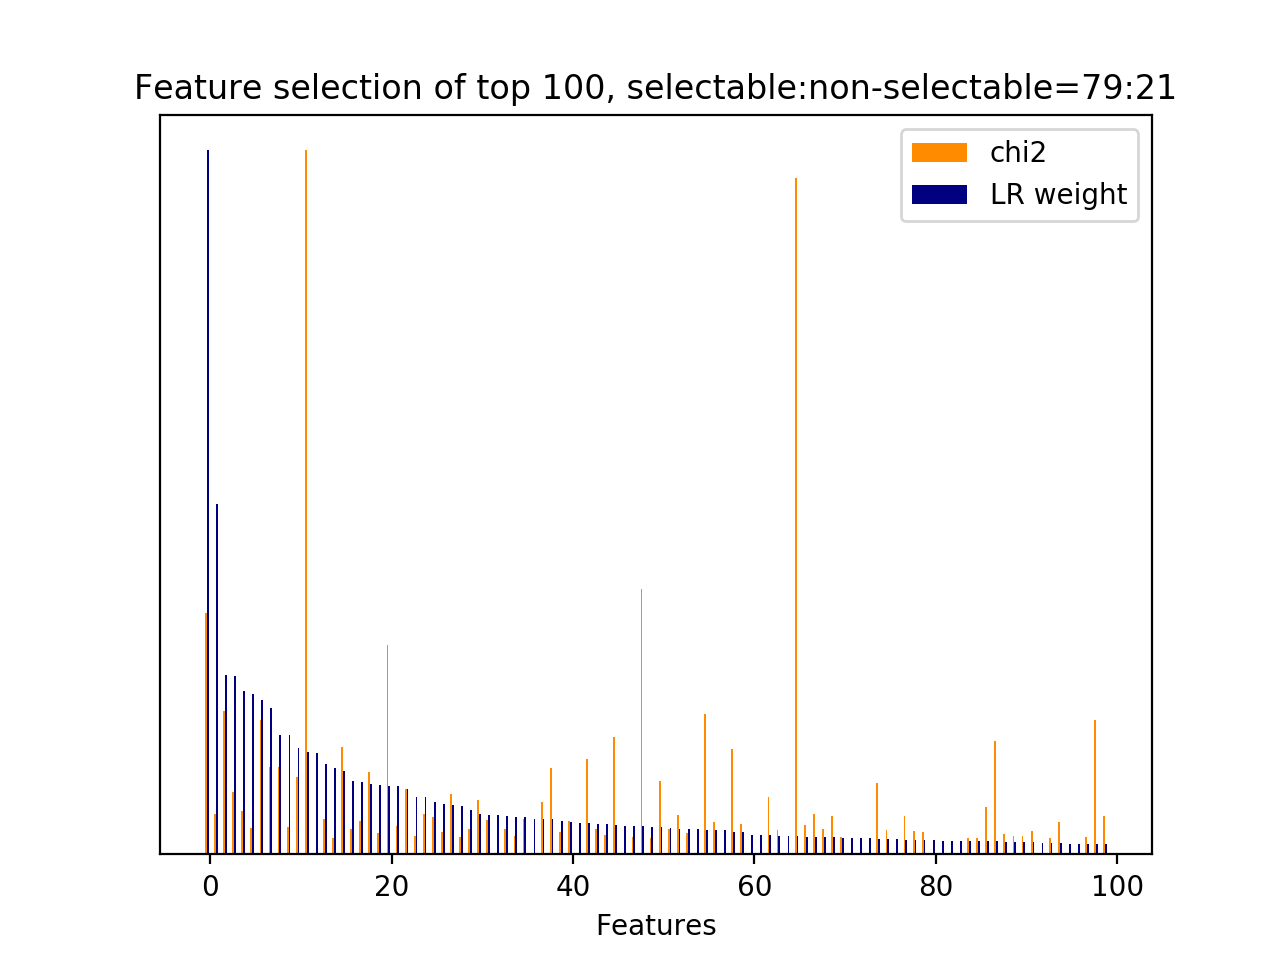 Feature selection of top 100, selectable:non-selectable=79:21
chi2
LR weight
0 20 40 60 80 100
Features